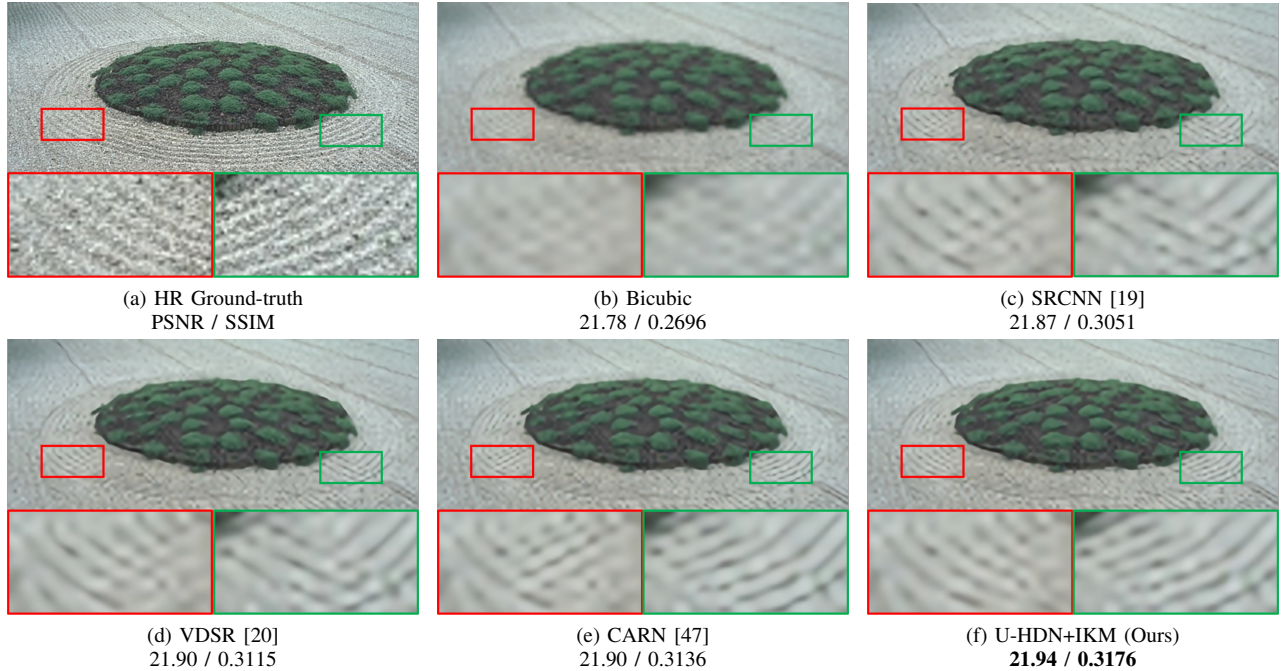 (a) HR Ground-truth
PSNR / SSIM
(b) Bicubic
21.78 / 0.2696
(c) SRCNN [19]
21.87 / 0.3051
(d) VDSR [20]
21.90 / 0.3115
(e) CARN [47]
21.90 / 0.3136
(f) U-HDN+IKM (Ours)
21.94 / 0.3176